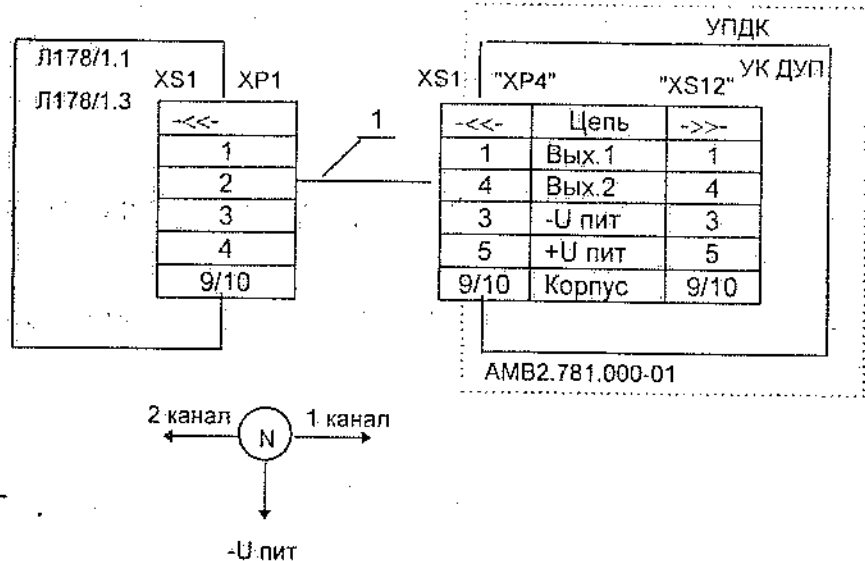 УПДК
Л178/1.1
XS1 XP1
XS1 "XP4" "XS12" УК ДУП
Л178/1.3
-<<-
1
2
3
4
9/10
1
-<<- Цепь ->>-
1 Вых.1 1
4 Вых.2 4
3 -U пит 3
5 +U пит 5
9/10 Корпус 9/10
АМВ2.781.000-01
2 канал N 1 канал
-U пит